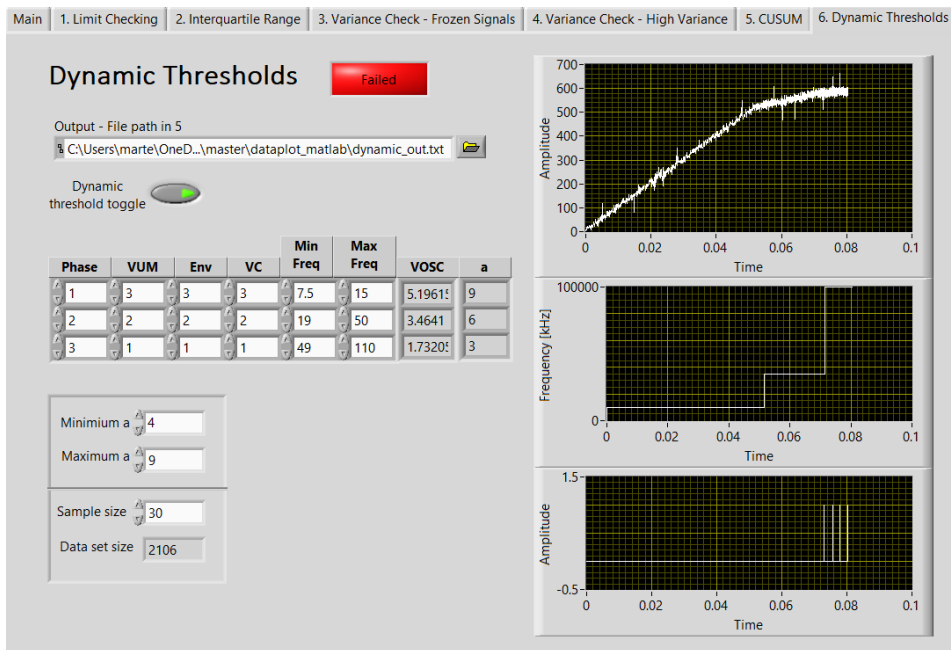 Main 1. Limit Checking 2. Interquartile Range 3. Variance Check - Frozen Signals 4. Variance Check - High Variance 5. CUSUM 6. Dynamic Thresholds
Dynamic Thresholds
Failed
Output - File path in 5
C:\Users\marte\OneD...\master\dataplot_matlab\dynamic_out.txt
Dynamic
threshold toggle
Phase VUM Env VC Min Freq Max Freq VOSC a
1 3 3 3 7.5 15 5.19615 9
2 2 2 2 19 50 3.4641 6
3 1 1 1 49 110 1.73205 3
Minimium a 4
Maximum a 9
Sample size 30
Data set size 2106
Amplitude
700
600
500
400
300
200
100
0
0 0.02 0.04 0.06 0.08 0.1
Time
Frequency [kHz]
100000
0
0 0.02 0.04 0.06 0.08 0.1
Time
Amplitude
1.5
-0.5
0 0.02 0.04 0.06 0.08 0.1
Time